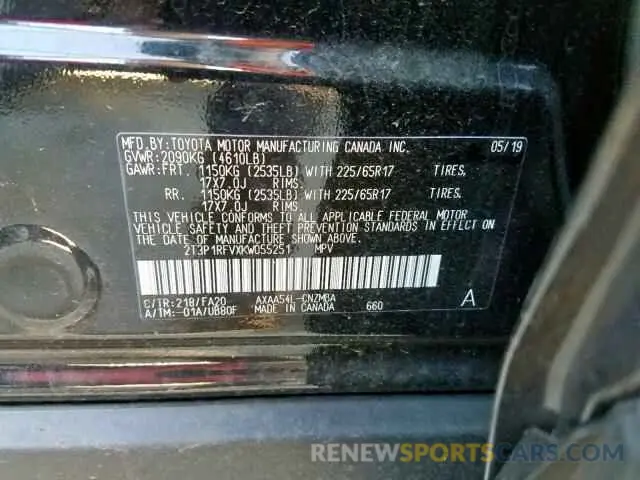 MFD.BY:TOYOTA MOTOR MANUFACTURING CANADA INC. 05/19
GVWR:2090KG (4610LB)
GAWR:FRT. 1150KG (2535LB) WITH 225/65R17 TIRES,
17X7.0J RIMS.
RR. 1150KG (2535LB) WITH 225/65R17 TIRES,
17X7.0J RIMS.
THIS VEHICLE CONFORMS TO ALL APPLICABLE FEDERAL MOTOR
VEHICLE SAFETY AND THEFT PREVENTION STANDARDS IN EFFECT
ON THE DATE OF MANUFACTURE SHOWN ABOVE.
2T3P1RFVXKW055251 MPV
C/TR:218/FA20 AXAA54L-CNZMBA
A/TM:-01A/UB80F MADE IN CANADA 660 A
RENEWSPORTSCARS.COM